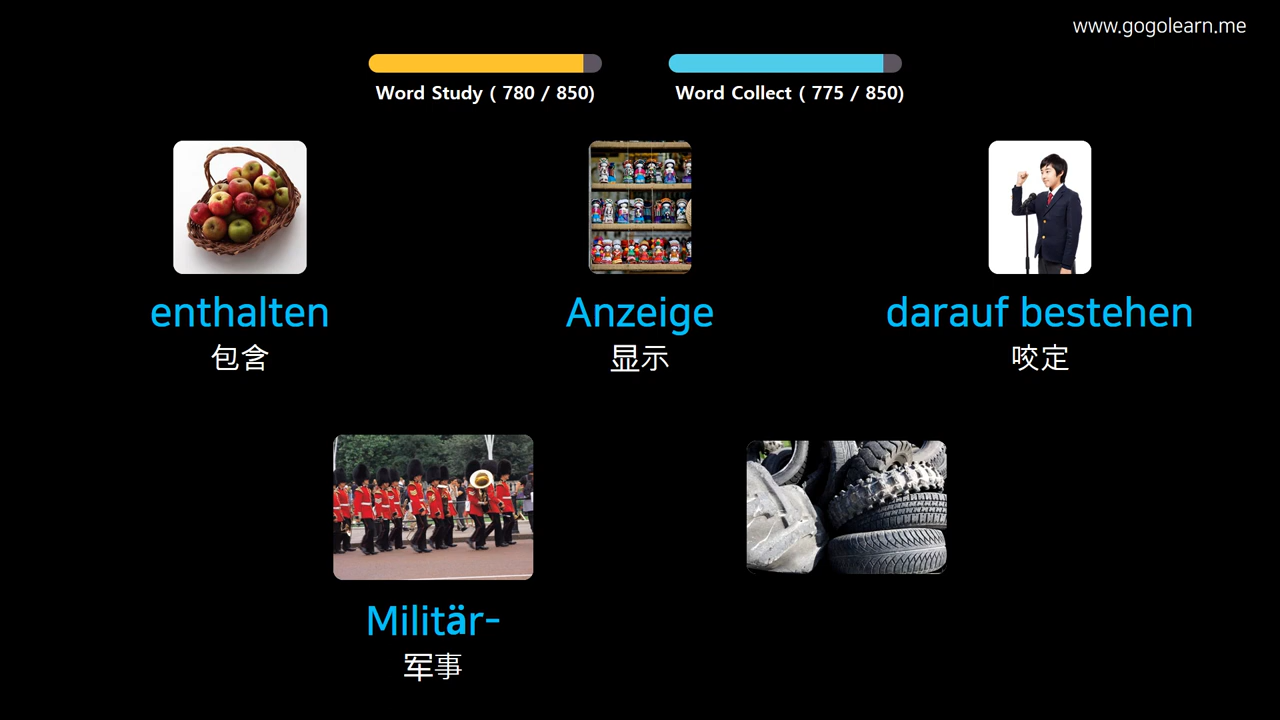 www.gogolearn.me
Word Study ( 780 / 850)
Word Collect ( 775 / 850)
enthalten
包含
Anzeige
显示
darauf bestehen
咬定
Militär-
军事